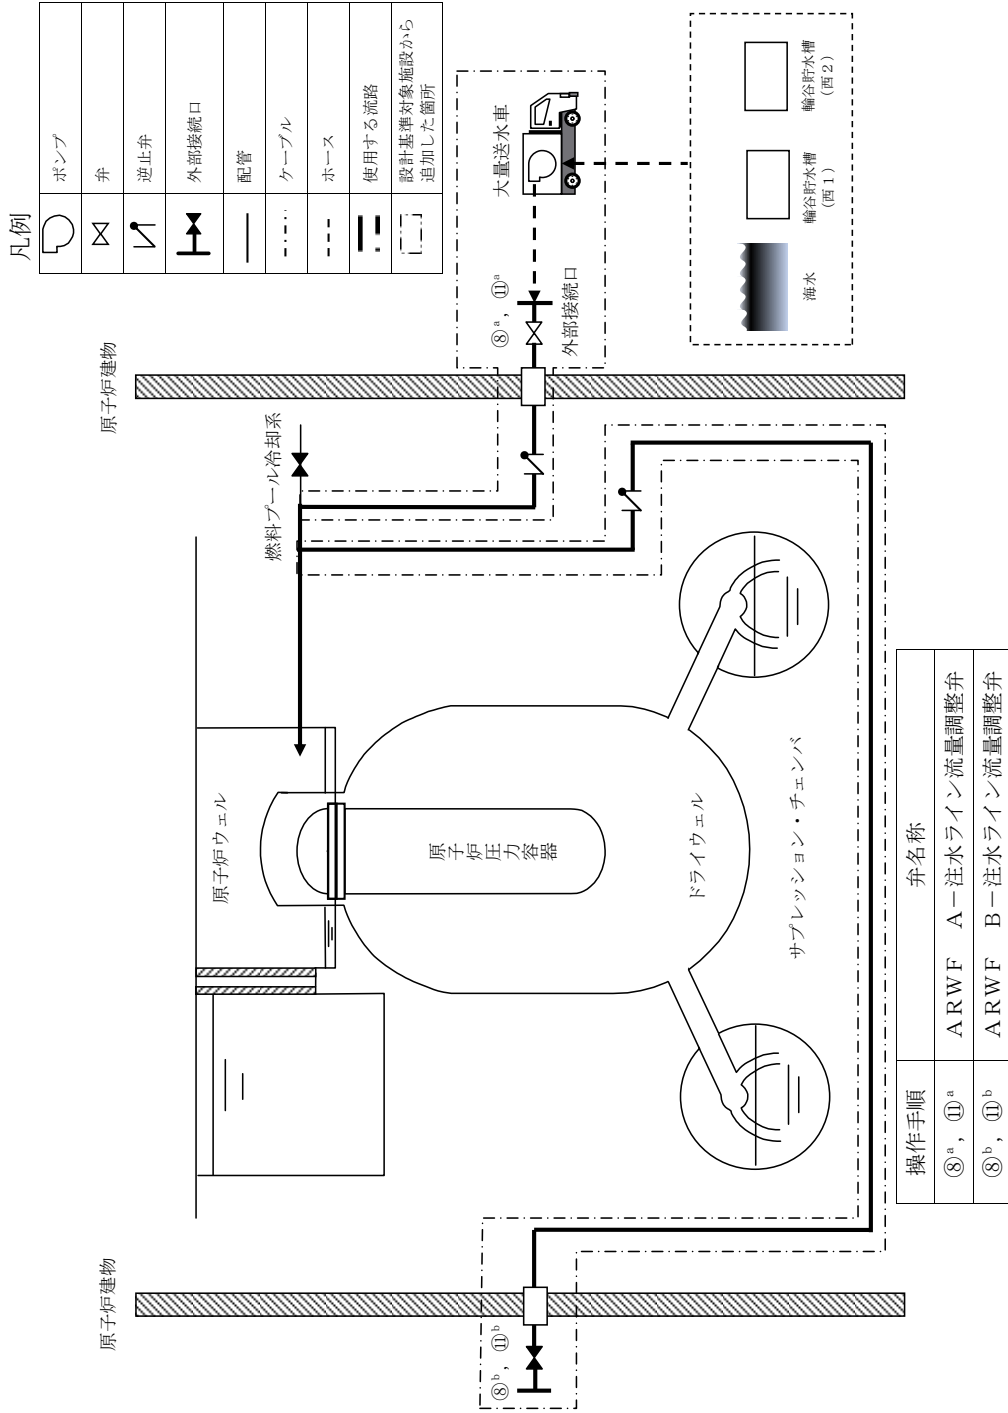 凡例
ポンプ
弁
逆止弁
外部接続口
配管
ケーブル
ホース
使用する流路
設計基準対象施設から
追加した箇所
原子炉建物
原子炉建物
燃料プール冷却系
大量送水車
⑧ᵃ, ⑪ᵃ
外部接続口
海水
輪谷貯水槽
(西1)
輪谷貯水槽
(西2)
原子炉ウェル
原子炉圧力容器
ドライウェル
サプレッション・チェンバ
⑧ᵇ, ⑪ᵇ
操作手順 弁名称
⑧ᵃ, ⑪ᵃ ARWF A-注水ライン流量調整弁
⑧ᵇ, ⑪ᵇ ARWF B-注水ライン流量調整弁